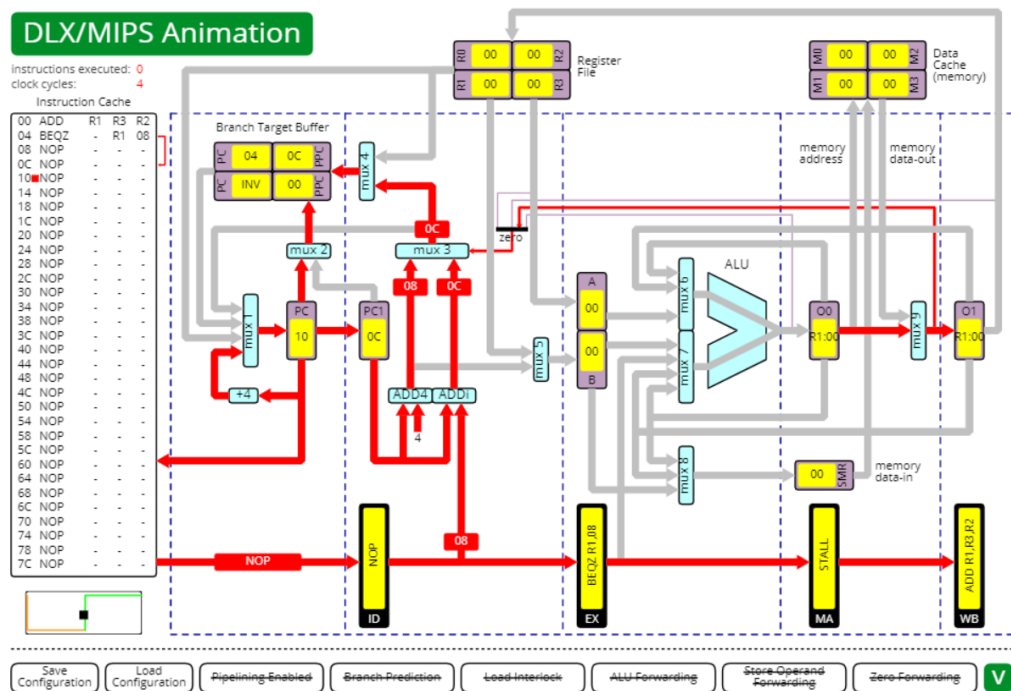 DLX/MIPS Animation
instructions executed: 0
clock cycles: 4
Instruction Cache
00 ADD R1 R3 R2
04 BEQZ - R1 08
08 NOP - - -
0C NOP - - -
10 NOP - - -
14 NOP - - -
18 NOP - - -
1C NOP - - -
20 NOP - - -
24 NOP - - -
28 NOP - - -
2C NOP - - -
30 NOP - - -
34 NOP - - -
38 NOP - - -
3C NOP - - -
40 NOP - - -
44 NOP - - -
48 NOP - - -
4C NOP - - -
50 NOP - - -
54 NOP - - -
58 NOP - - -
5C NOP - - -
60 NOP - - -
64 NOP - - -
68 NOP - - -
6C NOP - - -
70 NOP - - -
74 NOP - - -
78 NOP - - -
7C NOP - - -
R0 00 00 R2
R1 00 00 R3
Register
File
M0 00 00 M2
M1 00 00 M3
Data
Cache
(memory)
Branch Target Buffer
PC 04 0C PPC
PC INV 00 PPC
mux 4
memory
address
memory
data-out
0C
zero
mux 2
mux 3
08
0C
ALU
mux 1
PC
10
PC1
0C
mux 5
A
00
00
B
mux 6
mux 7
O0
R1:00
mux 9
O1
R1:00
+4
ADD4
ADDi
4
mux 8
00
SMR
memory
data-in
08
NOP
NOP
ID
BEQZ R1,08
EX
STALL
MA
ADD R1,R3,R2
WB
Save
Configuration
Load
Configuration
Pipelining Enabled
Branch Prediction
Load Interlock
ALU Forwarding
Store Operand
Forwarding
Zero Forwarding
V